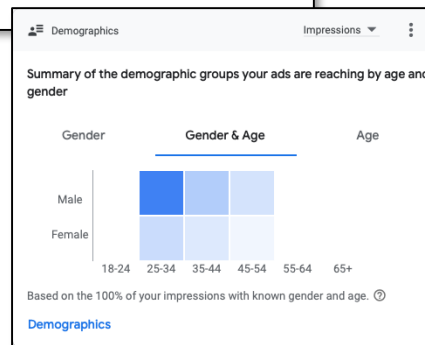 Demographics Impressions
Summary of the demographic groups your ads are reaching by age and
gender
Gender Gender & Age Age
Male
Female
18-24 25-34 35-44 45-54 55-64 65+
Based on the 100% of your impressions with known gender and age.
Demographics